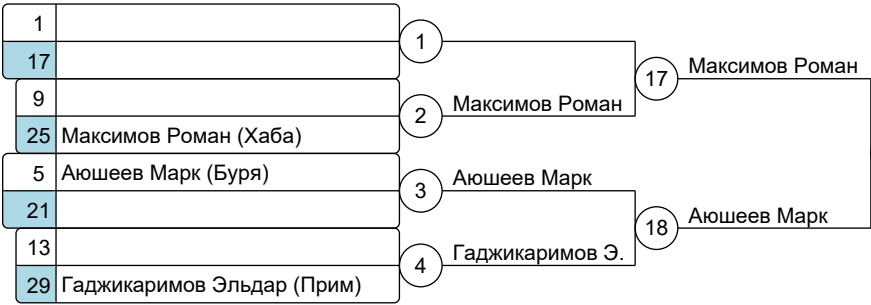 1
17
1
9
25 Максимов Роман (Хаба)
2 Максимов Роман
17 Максимов Роман
5 Аюшеев Марк (Буря)
21
3 Аюшеев Марк
13
29 Гаджикаримов Эльдар (Прим)
4 Гаджикаримов Э.
18 Аюшеев Марк